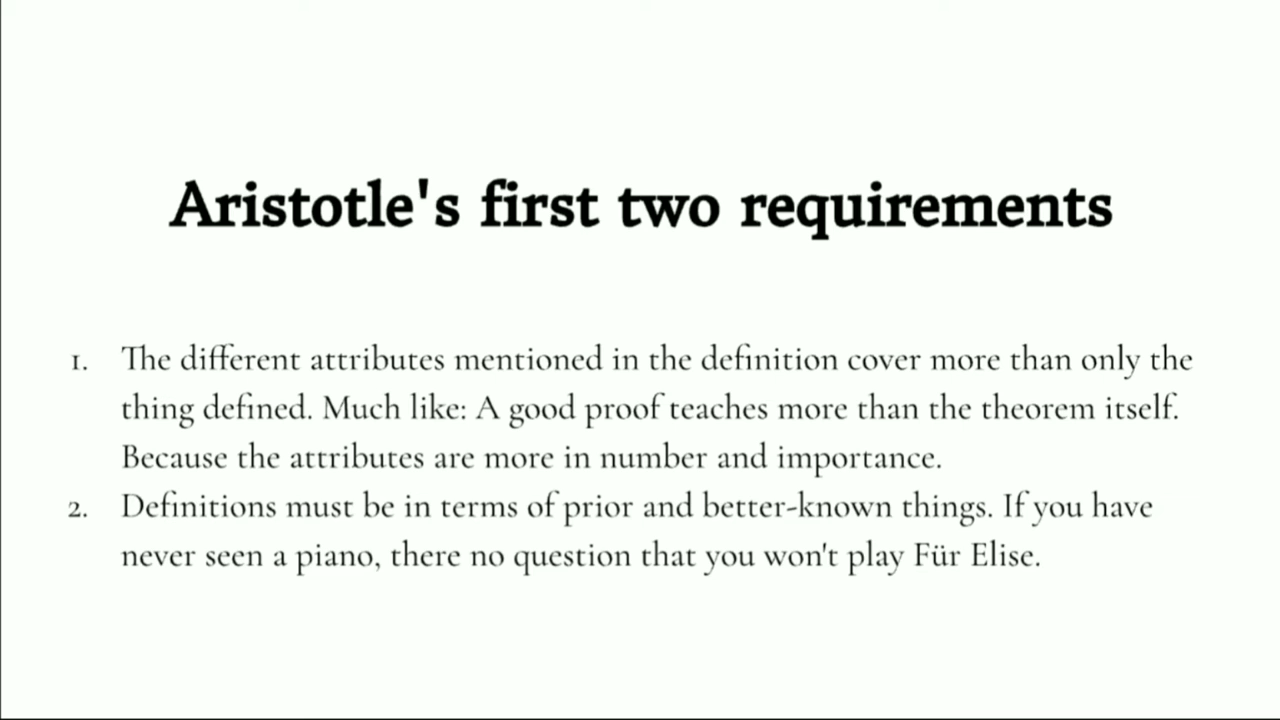 Aristotle's first two requirements
1. The different attributes mentioned in the definition cover more than only the
thing defined. Much like: A good proof teaches more than the theorem itself.
Because the attributes are more in number and importance.
2. Definitions must be in terms of prior and better-known things. If you have
never seen a piano, there no question that you won't play Für Elise.